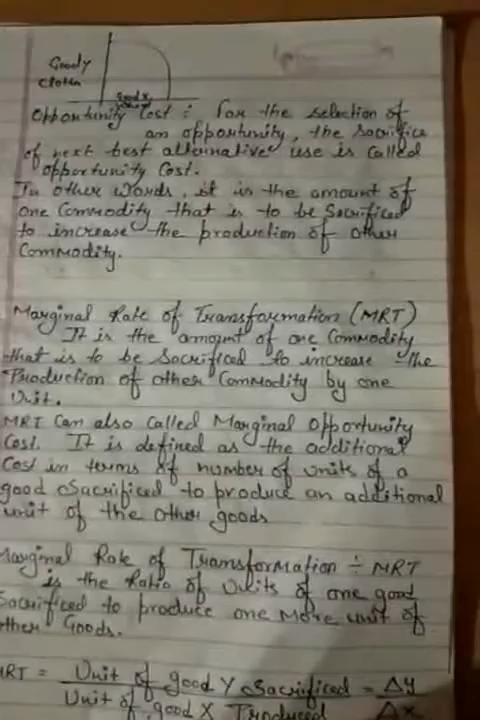 Good y
Cloth
Good x
Opportunity Cost : For the selection of
an opportunity, the sacrifice
of next best alternative use is called
opportunity Cost.
In other words, it is the amount of
one Commodity that is to be Sacrificed
to increase the production of other
Commodity.
Marginal Rate of Transformation (MRT)
It is the amount of one Commodity
that is to be Sacrificed to increase the
Production of other Commodity by one
Unit.
MRT Can also called Marginal Opportunity
Cost. It is defined as the additional
Cost in terms of number of units of a
good Sacrificed to produce an additional
unit of the other goods
Marginal Rate of Transformation ÷ MRT
is the Ratio of Units of one good
Sacrificed to produce one More unit of
other Goods.
MRT = Unit of good Y Sacrificed = ΔY
Unit of good X Produced ΔX